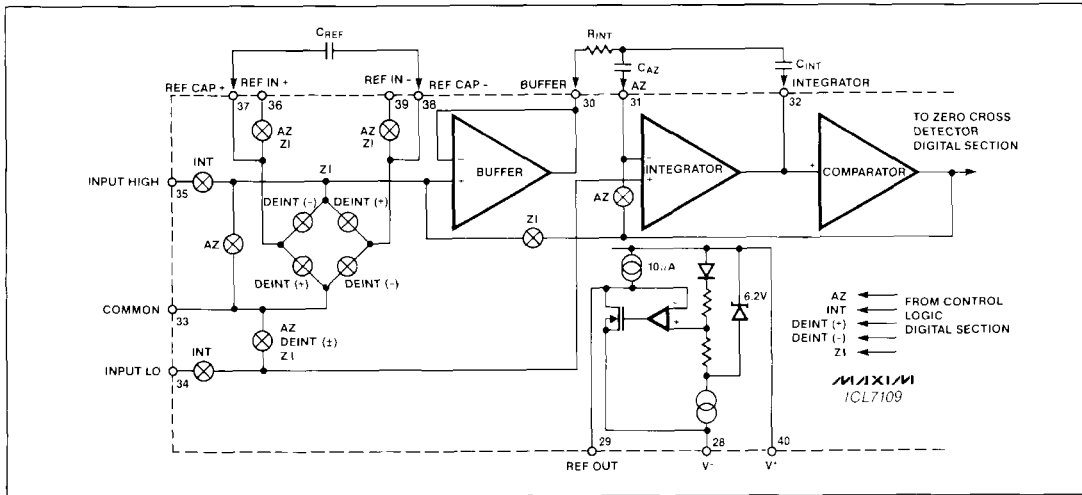 CREF
RINT
CAZ
CINT
REF CAP + REF IN +
REF IN - REF CAP -
BUFFER
AZ
INTEGRATOR
37 36
39 38
30
31
32
AZ
ZI
AZ
ZI
TO ZERO CROSS
DETECTOR
DIGITAL SECTION
INT
ZI
-
+
BUFFER
-
+
INTEGRATOR
+
COMPARATOR
INPUT HIGH
35
DEINT (-) DEINT (+)
AZ
AZ
ZI
DEINT (+) DEINT (-)
10µA
6.2V
-
+
COMMON
33
AZ
DEINT (±)
ZI
INT
INPUT LO
34
AZ
INT
DEINT (+)
DEINT (-)
ZI
FROM CONTROL
LOGIC
DIGITAL SECTION
MAXIM
ICL7109
29
28
40
REF OUT
V-
V+